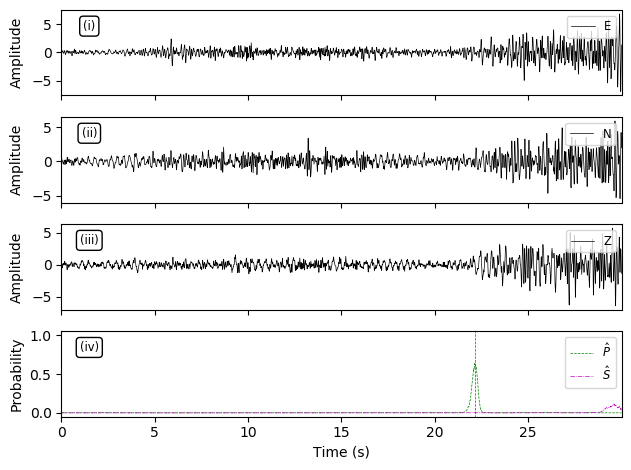 Amplitude
5
0
−5
(i)
E
Amplitude
5
0
−5
(ii)
N
Amplitude
5
0
−5
(iii)
Z
Probability
1.0
0.5
0.0
(iv)
P̂
Ŝ
0 5 10 15 20 25
Time (s)